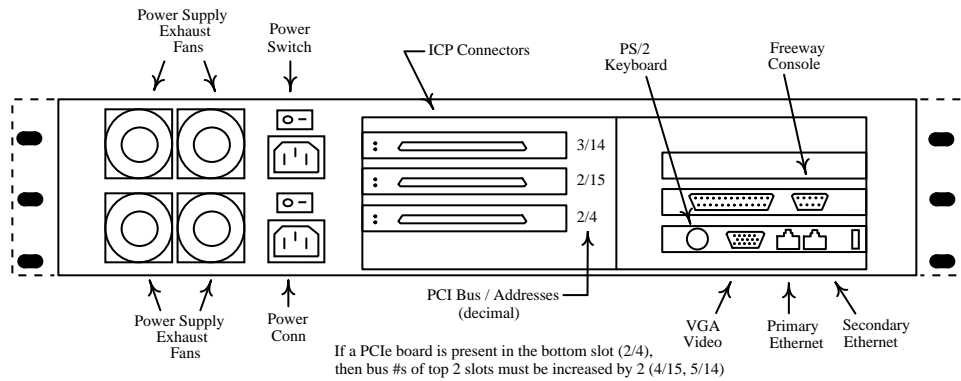 Power Supply
Exhaust
Fans
Power
Switch
ICP Connectors
PS/2
Keyboard
Freeway
Console
3/14
2/15
2/4
PCI Bus / Addresses
(decimal)
Power Supply
Exhaust
Fans
Power
Conn
VGA
Video
Primary
Ethernet
Secondary
Ethernet
If a PCIe board is present in the bottom slot (2/4),
then bus #s of top 2 slots must be increased by 2 (4/15, 5/14)